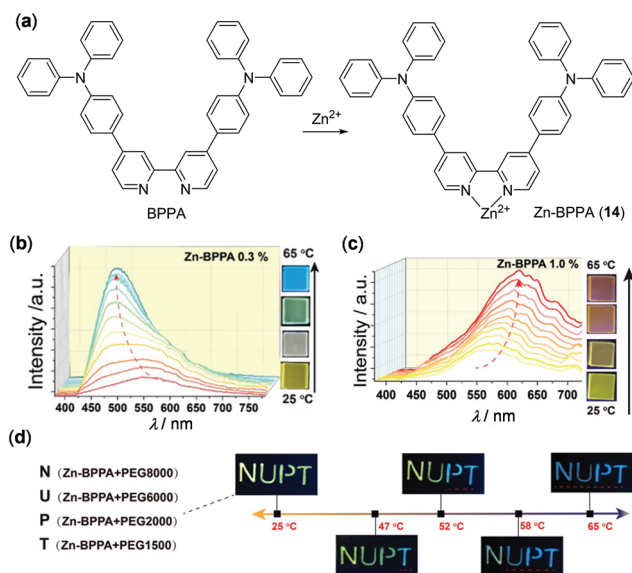 (a)
N
N
N
N
BPPA
Zn2+
N
N
N
N
Zn2+
Zn-BPPA (14)
(b)
Zn-BPPA 0.3 %
65 °C
25 °C
Intensity /a.u.
400 450 500 550 600 650 700 750
λ / nm
(c)
Zn-BPPA 1.0 %
65 °C
25 °C
Intensity /a.u.
400 450 500 550 600 650 700
λ / nm
(d)
N (Zn-BPPA+PEG8000)
U (Zn-BPPA+PEG6000)
P (Zn-BPPA+PEG2000)
T (Zn-BPPA+PEG1500)
NUPT
NUPT
NUPT
25 °C
47 °C
52 °C
58 °C
65 °C
NUPT
NUPT